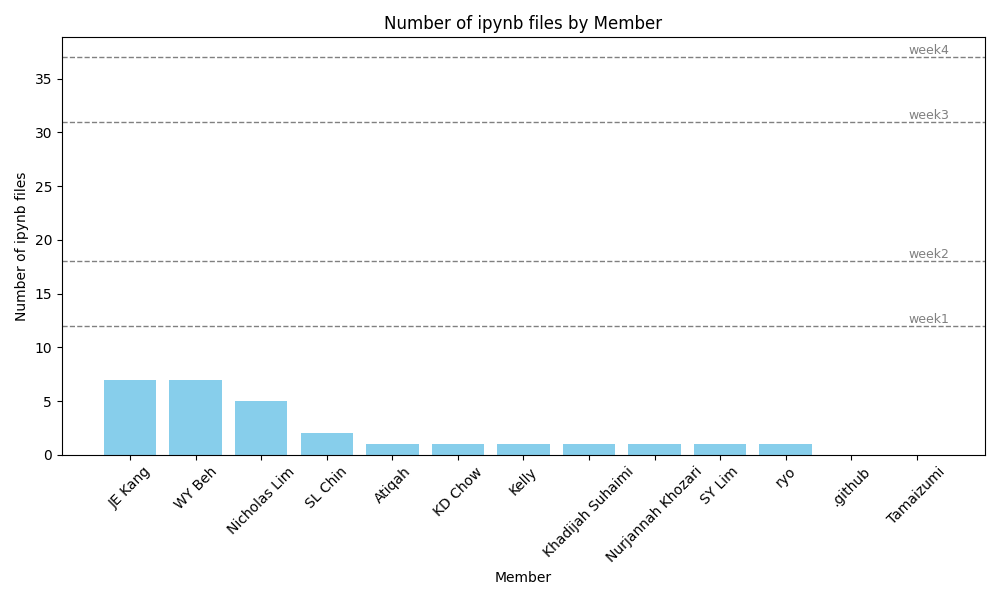 Number of ipynb files by Member
Number of ipynb files
35
30
25
20
15
10
5
0
week4
week3
week2
week1
JE Kang
WY Beh
Nicholas Lim
SL Chin
Atiqah
KD Chow
Kelly
Khadijah Suhaimi
Nurjannah Khozari
SY Lim
ryo
.github
Tamaizumi
Member